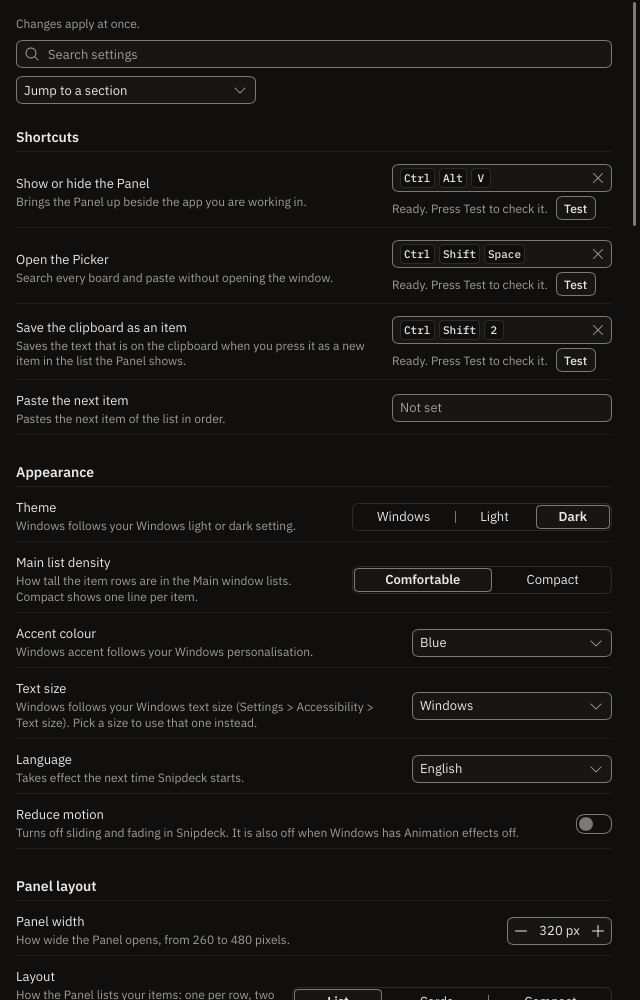 Changes apply at once.
Search settings
Jump to a section
Shortcuts
Show or hide the Panel
Brings the Panel up beside the app you are working in.
Ctrl Alt V
Ready. Press Test to check it. Test
Open the Picker
Search every board and paste without opening the window.
Ctrl Shift Space
Ready. Press Test to check it. Test
Save the clipboard as an item
Saves the text that is on the clipboard when you press it as a new
item in the list the Panel shows.
Ctrl Shift 2
Ready. Press Test to check it. Test
Paste the next item
Pastes the next item of the list in order.
Not set
Appearance
Theme
Windows follows your Windows light or dark setting.
Windows Light Dark
Main list density
How tall the item rows are in the Main window lists.
Compact shows one line per item.
Comfortable Compact
Accent colour
Windows accent follows your Windows personalisation.
Blue
Text size
Windows follows your Windows text size (Settings > Accessibility >
Text size). Pick a size to use that one instead.
Windows
Language
Takes effect the next time Snipdeck starts.
English
Reduce motion
Turns off sliding and fading in Snipdeck. It is also off when Windows has Animation effects off.
Panel layout
Panel width
How wide the Panel opens, from 260 to 480 pixels.
320 px
Layout
How the Panel lists your items: one per row, two
List Cards Compact